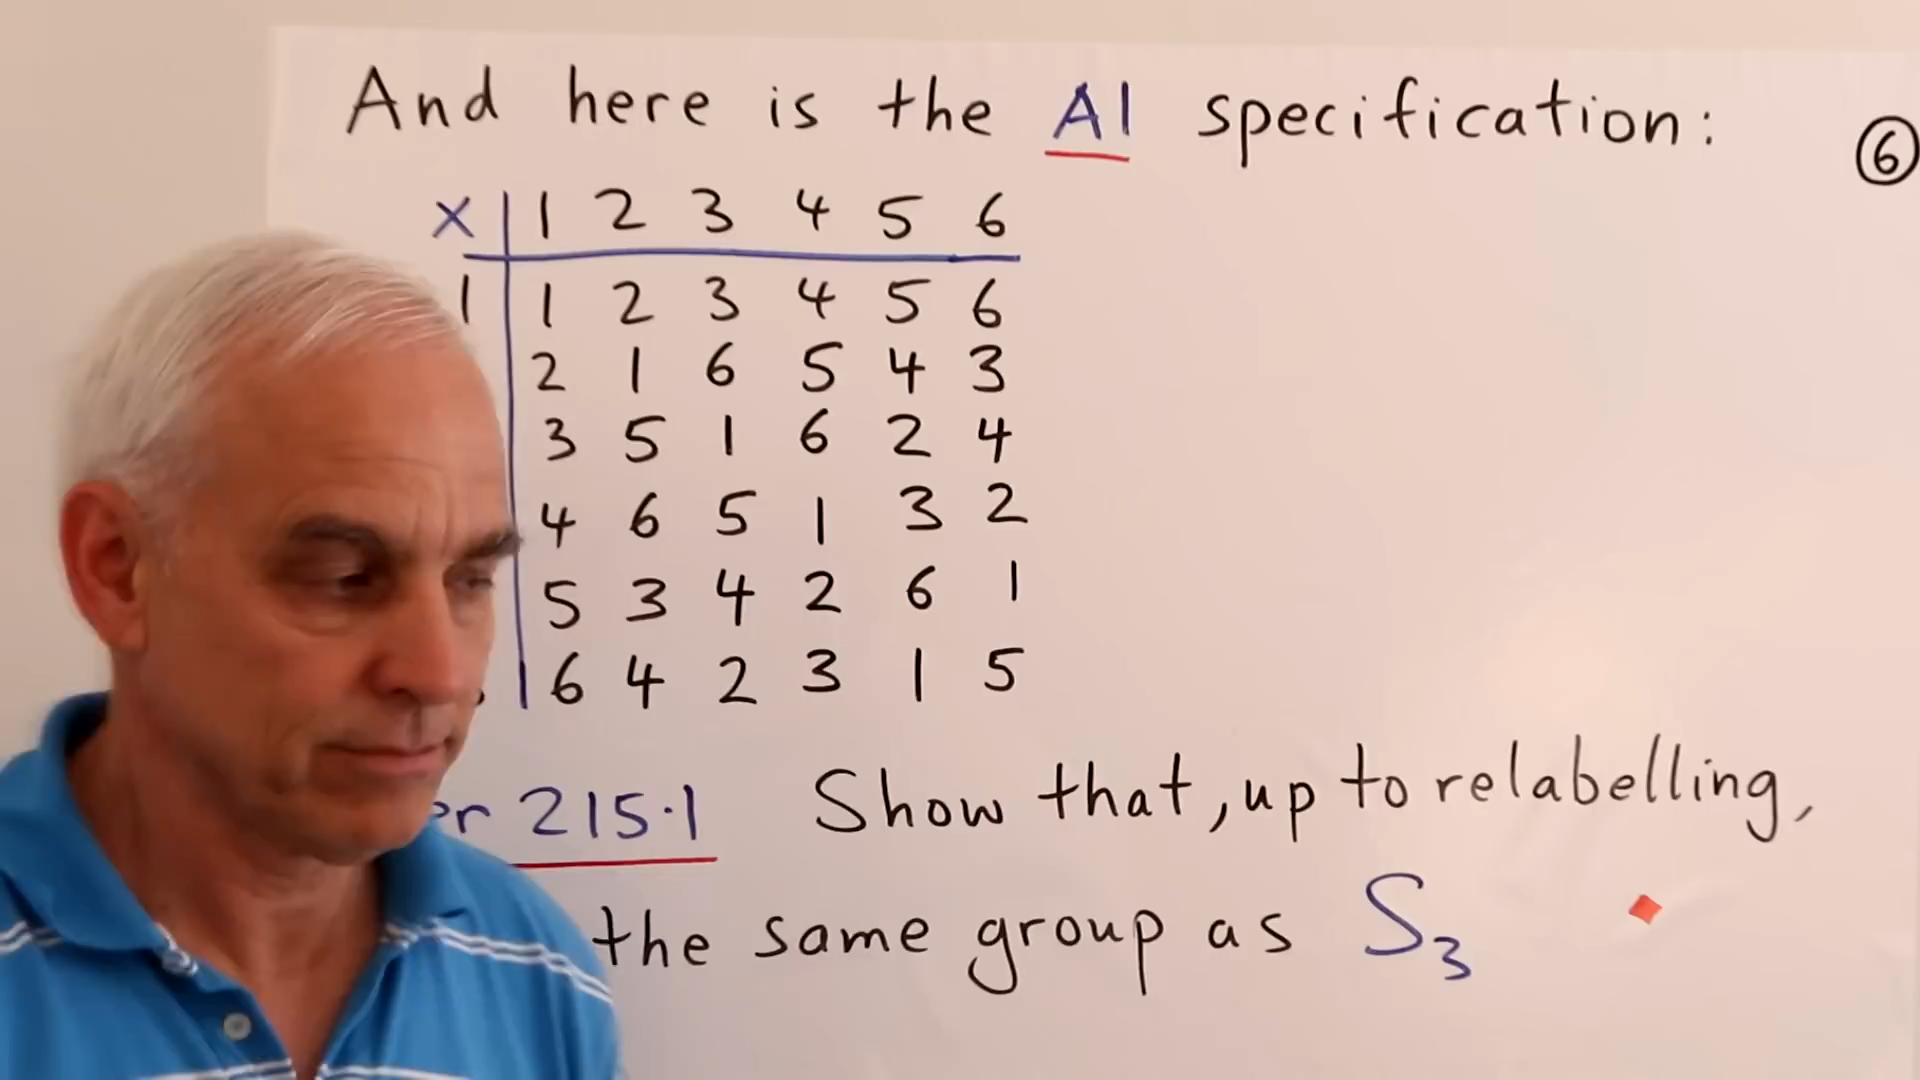 And here is the A1 specification:
6
× 1 2 3 4 5 6
1 1 2 3 4 5 6
2 1 6 5 4 3
3 5 1 6 2 4
4 6 5 1 3 2
5 3 4 2 6 1
6 4 2 3 1 5
215.1 Show that, up to relabelling,
the same group as S₃